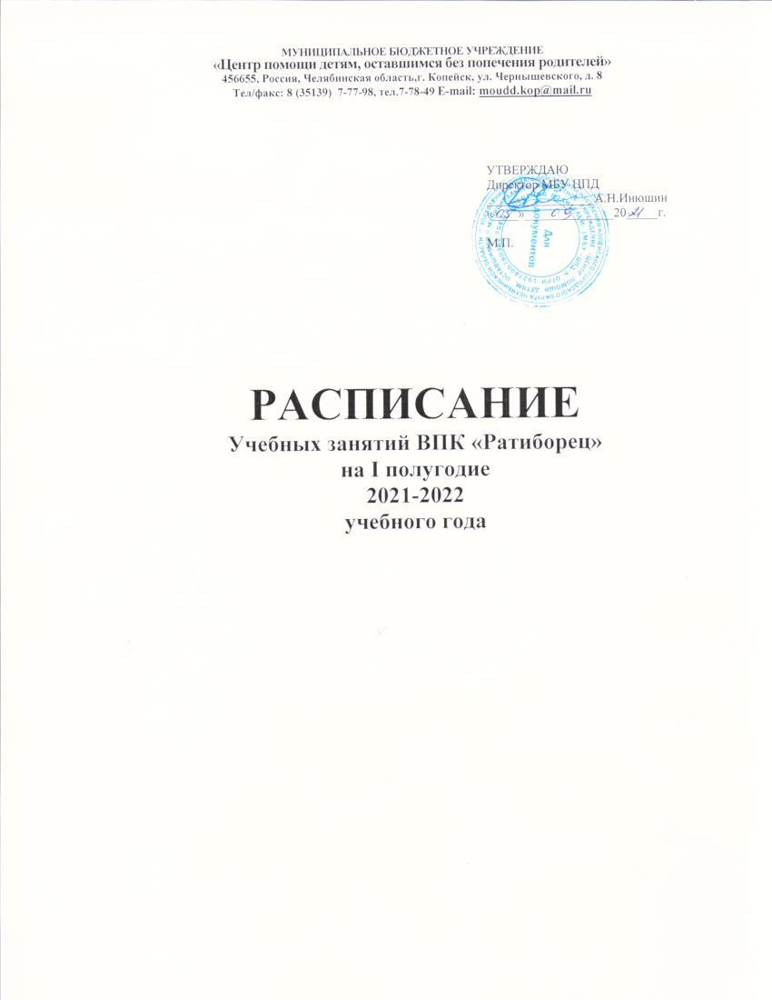 МУНИЦИПАЛЬНОЕ БЮДЖЕТНОЕ УЧРЕЖДЕНИЕ
«Центр помощи детям, оставшимся без попечения родителей»
456655, Россия, Челябинская область,г. Копейск, ул. Чернышевского, д. 8
Тел/факс: 8 (35139) 7-77-98, тел.7-78-49 E-mail: moudd.kop@mail.ru
УТВЕРЖДАЮ
Директор МБУ ЦПД
А.Н.Инюшин
«03» 09 2021 г.
М.П.
Для
документов
РАСПИСАНИЕ
Учебных занятий ВПК «Ратиборец»
на I полугодие
2021-2022
учебного года